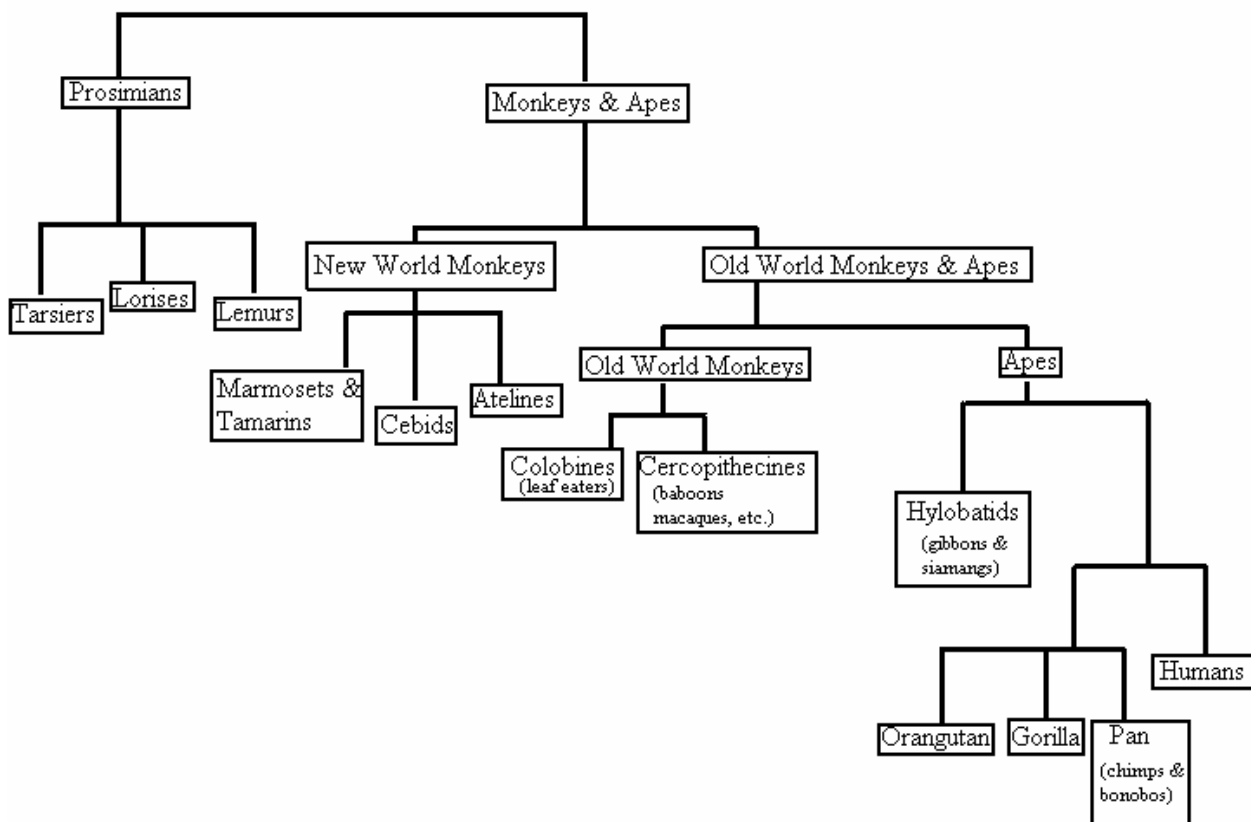 Prosimians
Monkeys & Apes
New World Monkeys
Old World Monkeys & Apes
Tarsiers
Lorises
Lemurs
Old World Monkeys
Apes
Marmosets &
Tamarins
Cebids
Atelines
Colobines
(leaf eaters)
Cercopithecines
(baboons
macaques, etc.)
Hylobatids
(gibbons &
siamangs)
Humans
Orangutan
Gorilla
Pan
(chimps &
bonobos)